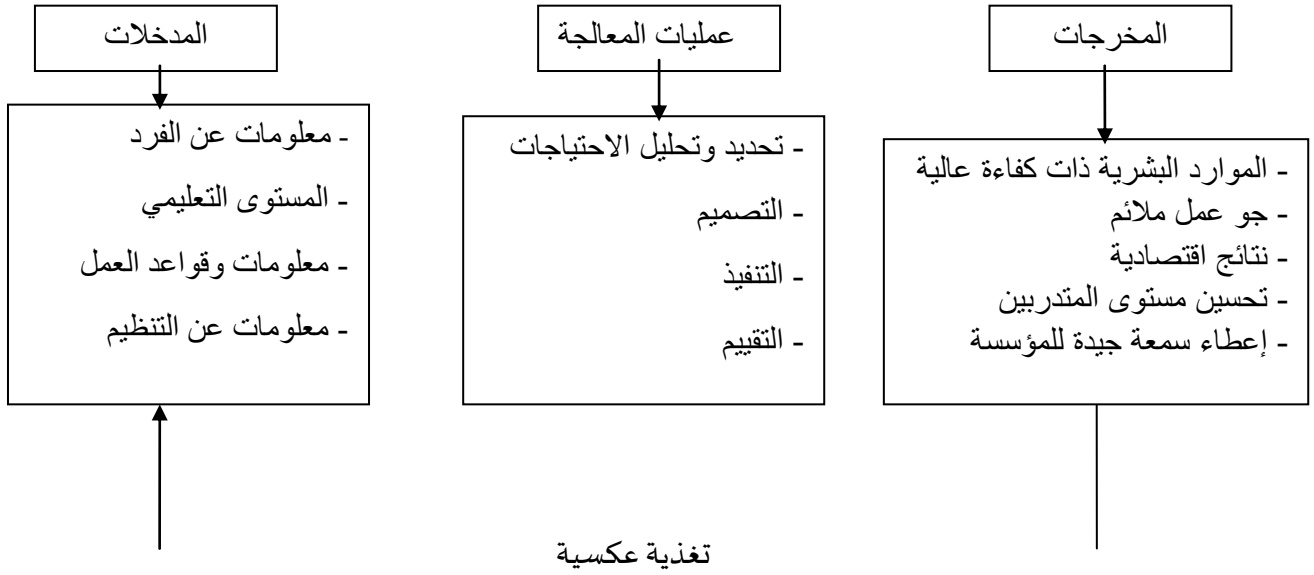 المدخلات
- معلومات عن الفرد
- المستوى التعليمي
- معلومات وقواعد العمل
- معلومات عن التنظيم
عمليات المعالجة
- تحديد وتحليل الاحتياجات
- التصميم
- التنفيذ
- التقييم
المخرجات
- الموارد البشرية ذات كفاءة عالية
- جو عمل ملائم
- نتائج اقتصادية
- تحسين مستوى المتدربين
- إعطاء سمعة جيدة للمؤسسة
تغذية عكسية